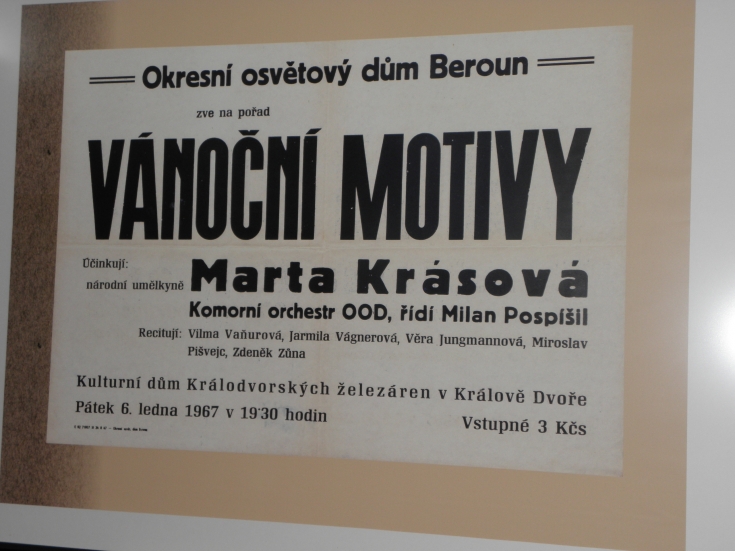 Okresní osvětový dům Beroun
zve na pořad
VÁNOČNÍ MOTIVY
Účinkují:
národní umělkyně Marta Krásová
Komorní orchestr OOD, řídí Milan Pospíšil
Recitují: Vilma Vaňurová, Jarmila Vágnerová, Věra Jungmannová, Miroslav
Pišvejc, Zdeněk Zůna
Kulturní dům Králodvorských železáren v Králově Dvoře
Pátek 6. ledna 1967 v 19'30 hodin
Vstupné 3 Kčs